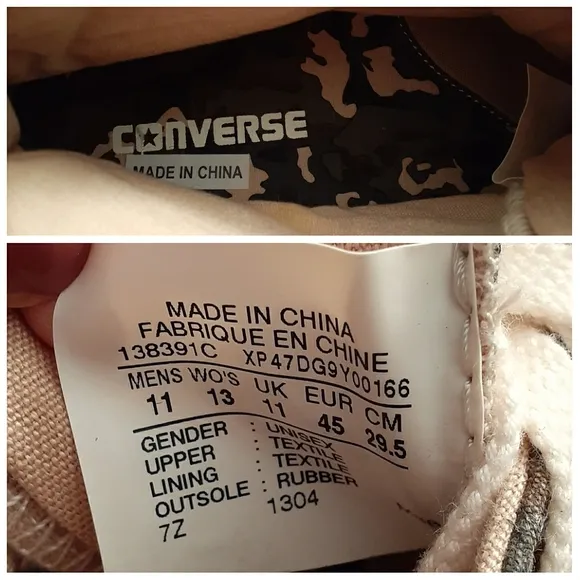 CONVERSE
MADE IN CHINA
MADE IN CHINA
FABRIQUE EN CHINE
138391C XP47DG9Y00166
MENS WO'S UK EUR CM
11 13 11 45 29.5
GENDER : UNISEX
UPPER : TEXTILE
LINING : TEXTILE
OUTSOLE : RUBBER
7Z 1304